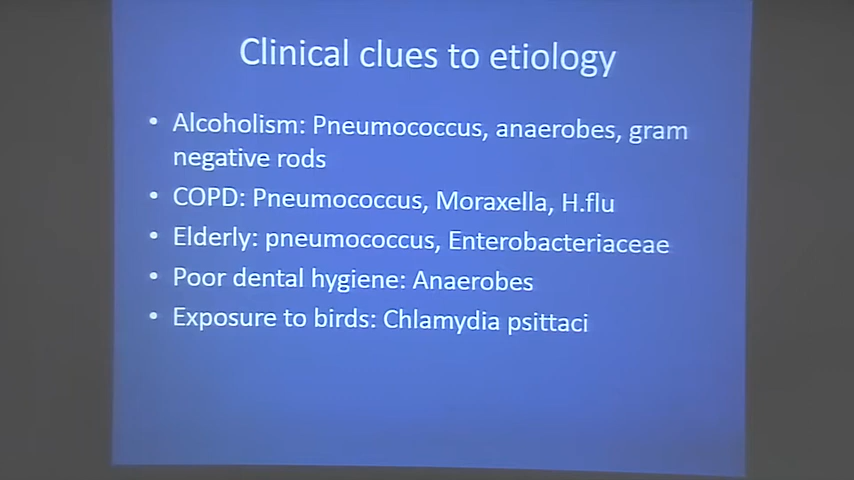 Clinical clues to etiology
• Alcoholism: Pneumococcus, anaerobes, gram
negative rods
• COPD: Pneumococcus, Moraxella, H.flu
• Elderly: pneumococcus, Enterobacteriaceae
• Poor dental hygiene: Anaerobes
• Exposure to birds: Chlamydia psittaci